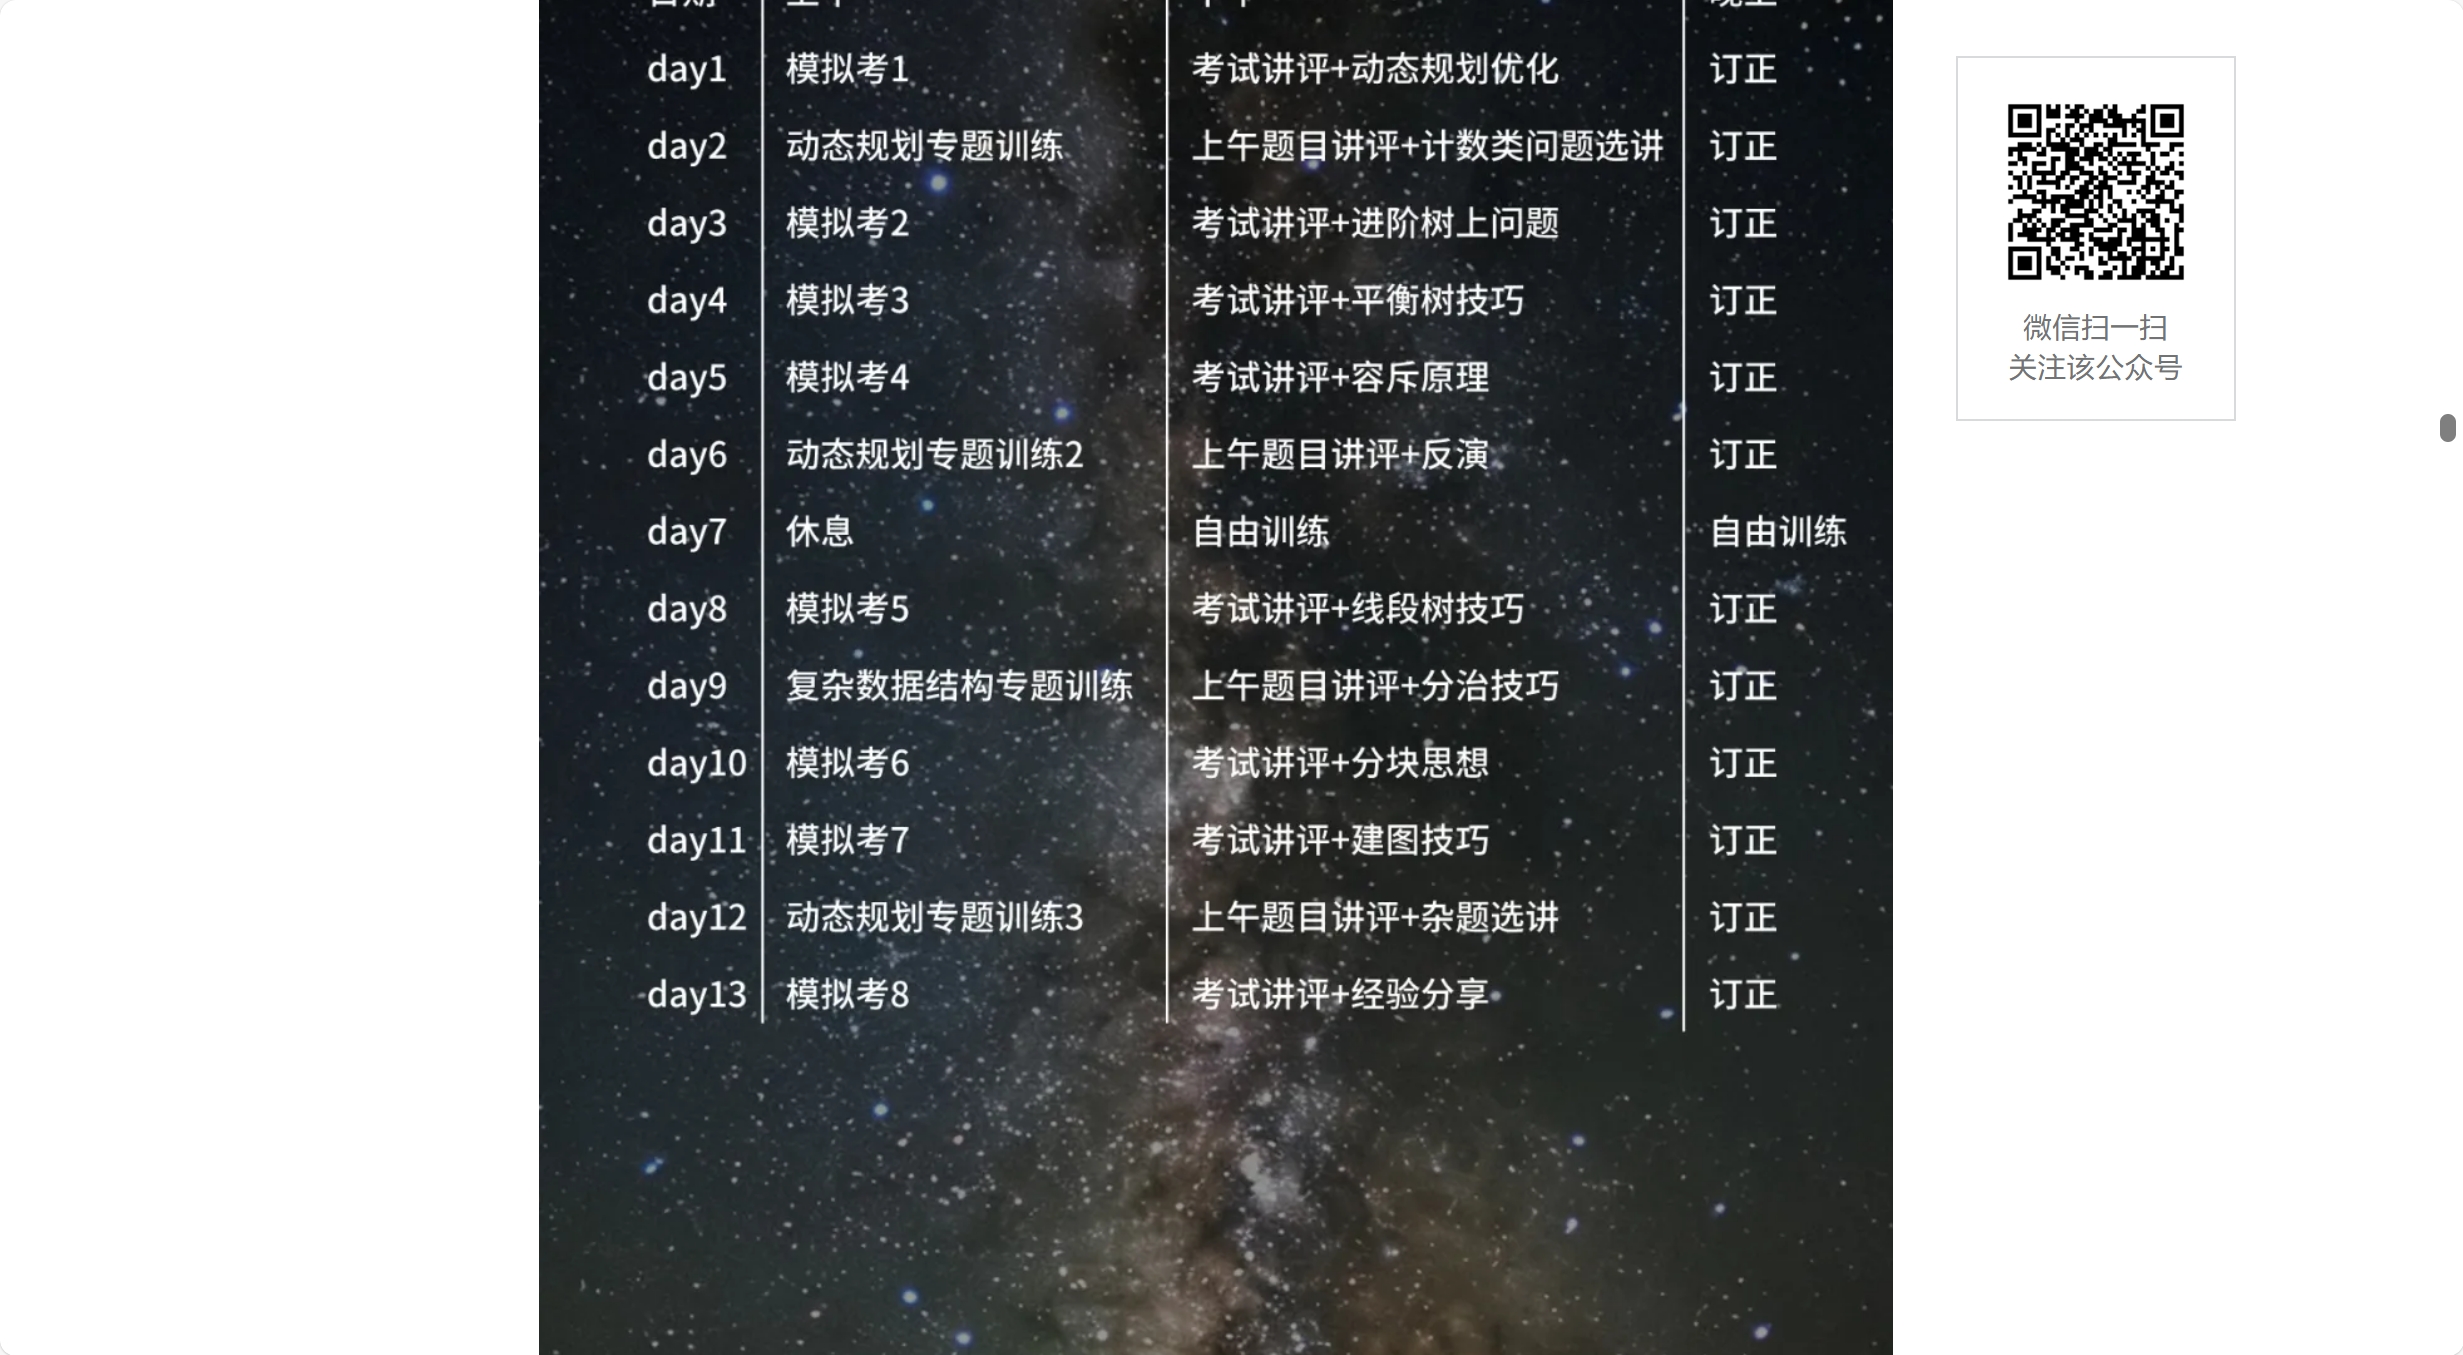 day1 模拟考1 考试讲评+动态规划优化 订正
day2 动态规划专题训练 上午题目讲评+计数类问题选讲 订正
day3 模拟考2 考试讲评+进阶树上问题 订正
day4 模拟考3 考试讲评+平衡树技巧 订正
day5 模拟考4 考试讲评+容斥原理 订正
day6 动态规划专题训练2 上午题目讲评+反演 订正
day7 休息 自由训练 自由训练
day8 模拟考5 考试讲评+线段树技巧 订正
day9 复杂数据结构专题训练 上午题目讲评+分治技巧 订正
day10 模拟考6 考试讲评+分块思想 订正
day11 模拟考7 考试讲评+建图技巧 订正
day12 动态规划专题训练3 上午题目讲评+杂题选讲 订正
day13 模拟考8 考试讲评+经验分享 订正
微信扫一扫
关注该公众号